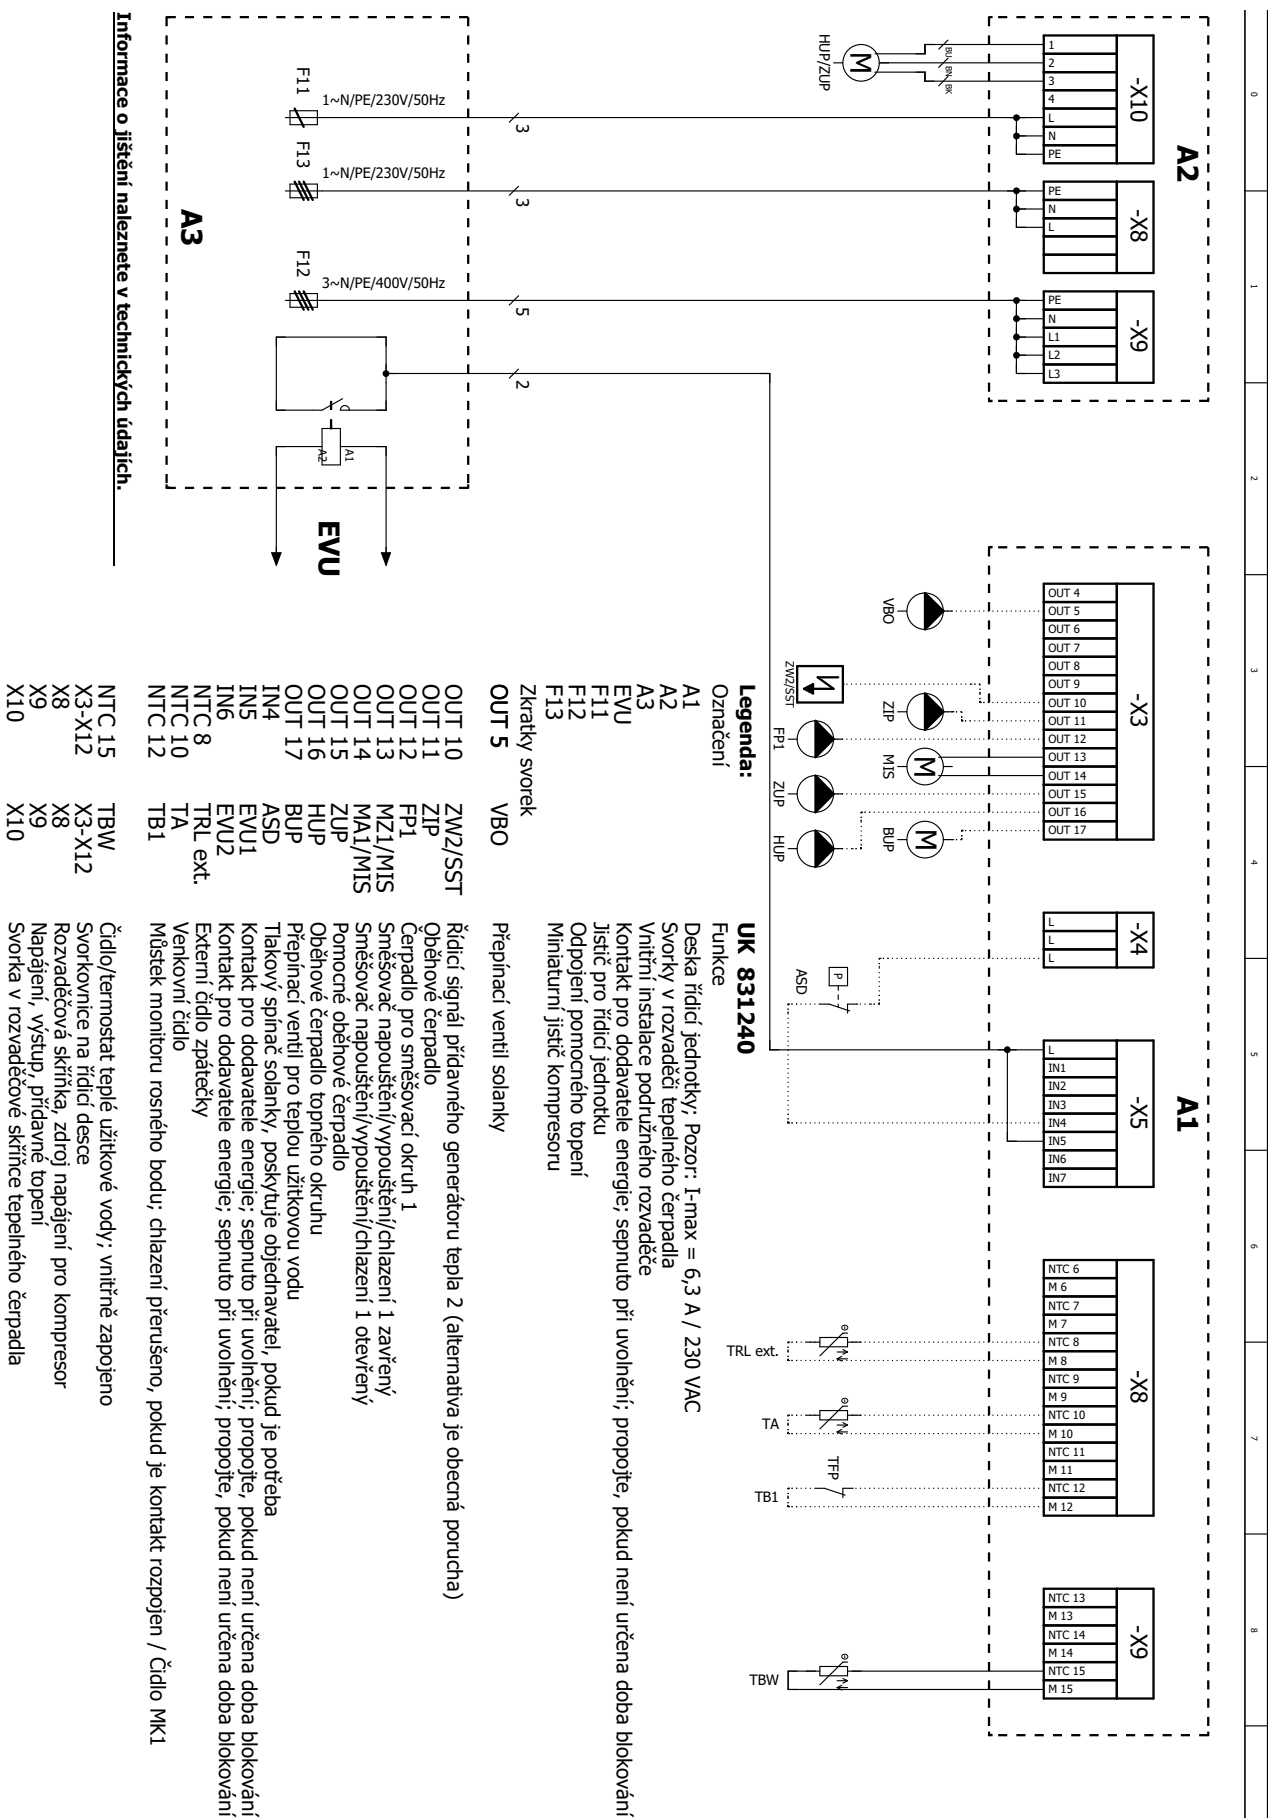 0
1
2
3
4
5
6
7
8
A2
-X10
1
2
3
4
L
N
PE
-X8
PE
N
L
-X9
PE
N
L1
L2
L3
BU
BN
BK
M
HUP/ZUP
3
3
5
2
1~N/PE/230V/50Hz
F11
1~N/PE/230V/50Hz
F13
3~N/PE/400V/50Hz
F12
A1
A2
A3
EVU
Informace o jištění naleznete v technických údajích.
A1
-X3
OUT 4
OUT 5
OUT 6
OUT 7
OUT 8
OUT 9
OUT 10
OUT 11
OUT 12
OUT 13
OUT 14
OUT 15
OUT 16
OUT 17
VBO
ZW2/SST
ZIP
FP1
M
MIS
ZUP
HUP
M
BUP
-X4
L
L
L
P
ASD
-X5
L
IN1
IN2
IN3
IN4
IN5
IN6
IN7
-X8
NTC 6
M 6
NTC 7
M 7
NTC 8
M 8
NTC 9
M 9
NTC 10
M 10
NTC 11
M 11
NTC 12
M 12
TRL ext.
TA
TFP
TB1
-X9
NTC 13
M 13
NTC 14
M 14
NTC 15
M 15
TBW
Legenda: UK 831240
Označení Funkce
A1 Deska řídicí jednotky; Pozor: I-max = 6,3 A / 230 VAC
A2 Svorky v rozvaděči tepelného čerpadla
A3 Vnitřní instalace podružného rozvaděče
EVU Kontakt pro dodavatele energie; sepnuto při uvolnění; propojte, pokud není určena doba blokování
F11 Jistič pro řídicí jednotku
F12 Odpojení pomocného topení
F13 Miniaturní jistič kompresoru
Zkratky svorek
OUT 5 VBO Přepínací ventil solanky
OUT 10 ZW2/SST Řídicí signál přídavného generátoru tepla 2 (alternativa je obecná porucha)
OUT 11 ZIP Oběhové čerpadlo
OUT 12 FP1 Čerpadlo pro směšovací okruh 1
OUT 13 MZ1/MIS Směšovač napouštění/vypouštění/chlazení 1 zavřený
OUT 14 MA1/MIS Směšovač napouštění/vypouštění/chlazení 1 otevřený
OUT 15 ZUP Pomocné oběhové čerpadlo
OUT 16 HUP Oběhové čerpadlo topného okruhu
OUT 17 BUP Přepínací ventil pro teplou užitkovou vodu
IN4 ASD Tlakový spínač solanky, poskytuje objednavatel, pokud je potřeba
IN5 EVU1 Kontakt pro dodavatele energie; sepnuto při uvolnění; propojte, pokud není určena doba blokování
IN6 EVU2 Kontakt pro dodavatele energie; sepnuto při uvolnění; propojte, pokud není určena doba blokování
NTC 8 TRL ext. Externí čidlo zpátečky
NTC 10 TA Venkovní čidlo
NTC 12 TB1 Můstek monitoru rosného bodu; chlazení přerušeno, pokud je kontakt rozpojen / Čidlo MK1
NTC 15 TBW Čidlo/termostat teplé užitkové vody; vnitřně zapojeno
X3-X12 X3-X12 Svorkovnice na řídicí desce
X8 X8 Rozvaděčová skříňka, zdroj napájení pro kompresor
X9 X9 Napájení, výstup, přídavné topení
X10 X10 Svorka v rozvaděčové skříňce tepelného čerpadla